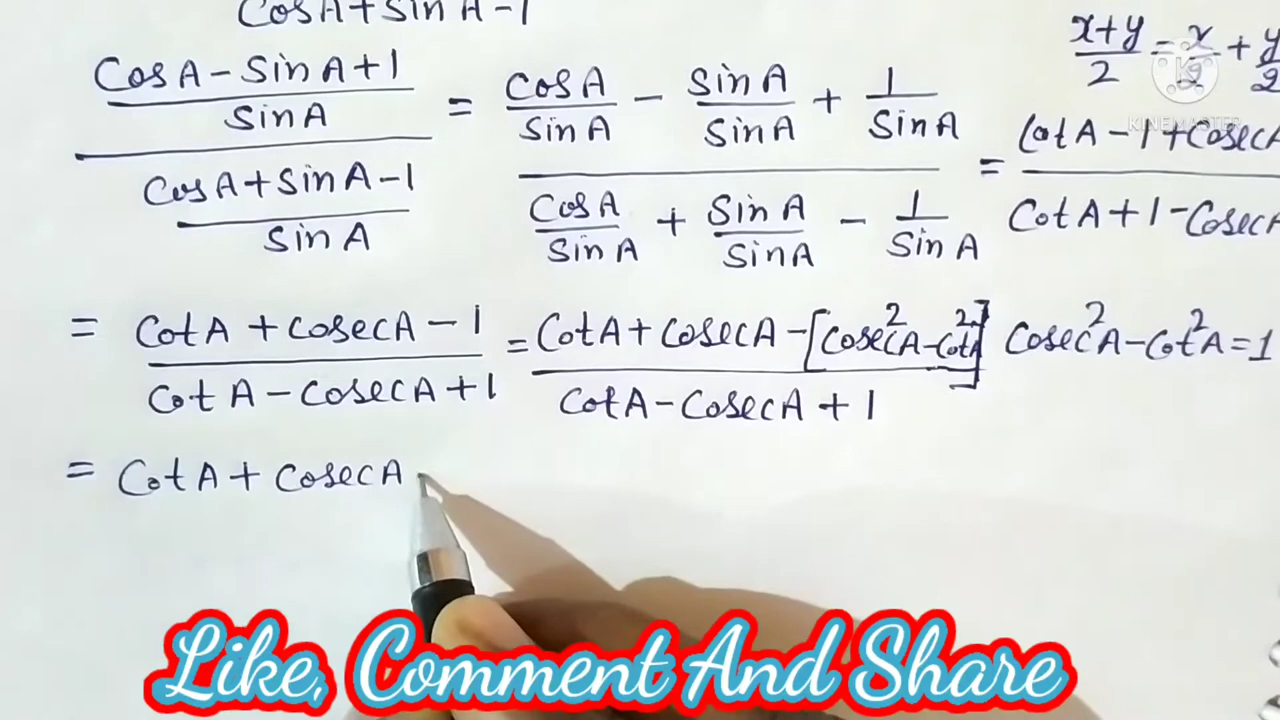 CosA+SinA-1
x+y/2 = x/2 + y/2
KINEMASTER
CosA-SinA+1/SinA / CosA+SinA-1/SinA = CosA/SinA - SinA/SinA + 1/SinA / CosA/SinA + SinA/SinA - 1/SinA = CotA-1+CosecA / CotA+1-CosecA
= CotA+CosecA-1 / CotA-CosecA+1 = CotA+CosecA-[Cosec²A-Cot²A] / CotA-CosecA+1 Cosec²A-Cot²A=1
= CotA+CosecA
Like, Comment And Share